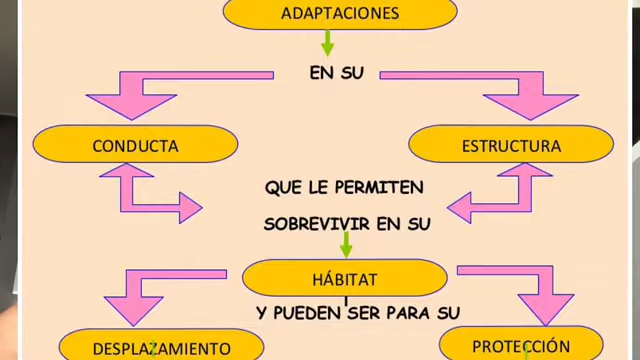 ADAPTACIONES
EN SU
CONDUCTA
ESTRUCTURA
QUE LE PERMITEN
SOBREVIVIR EN SU
HÁBITAT
Y PUEDEN SER PARA SU
DESPLAZAMIENTO
PROTECCIÓN